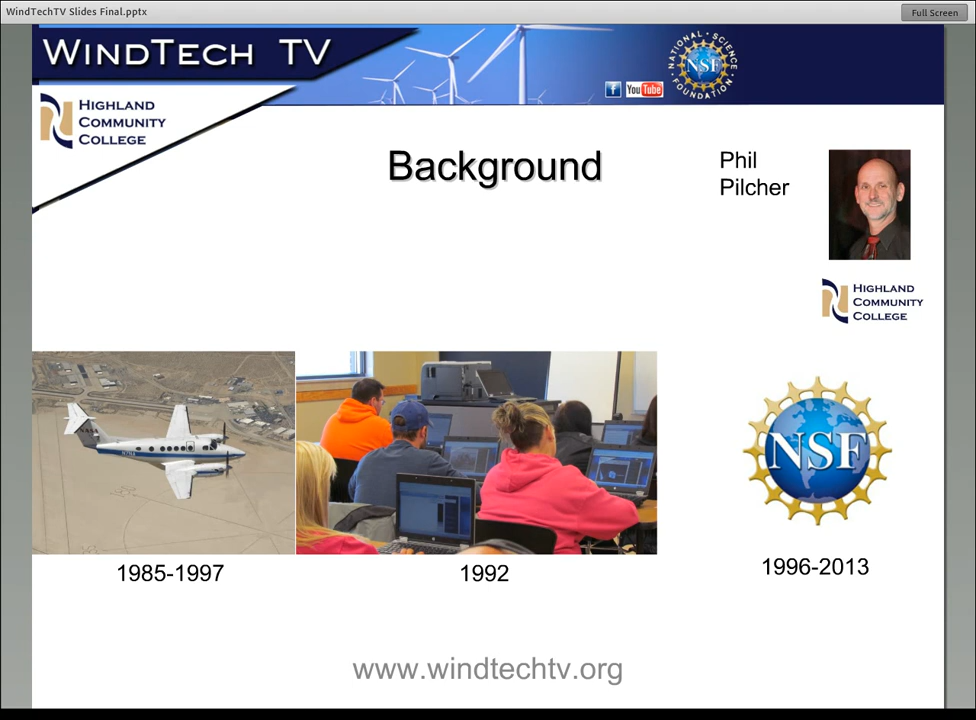 WindTechTV Slides Final.pptx
Full Screen
WINDTECH TV
NATIONAL SCIENCE FOUNDATION
NSF
YouTube
HIGHLAND
COMMUNITY
COLLEGE
Background
Phil
Pilcher
HIGHLAND
COMMUNITY
COLLEGE
NASA
NSF
1985-1997
1992
1996-2013
www.windtechtv.org